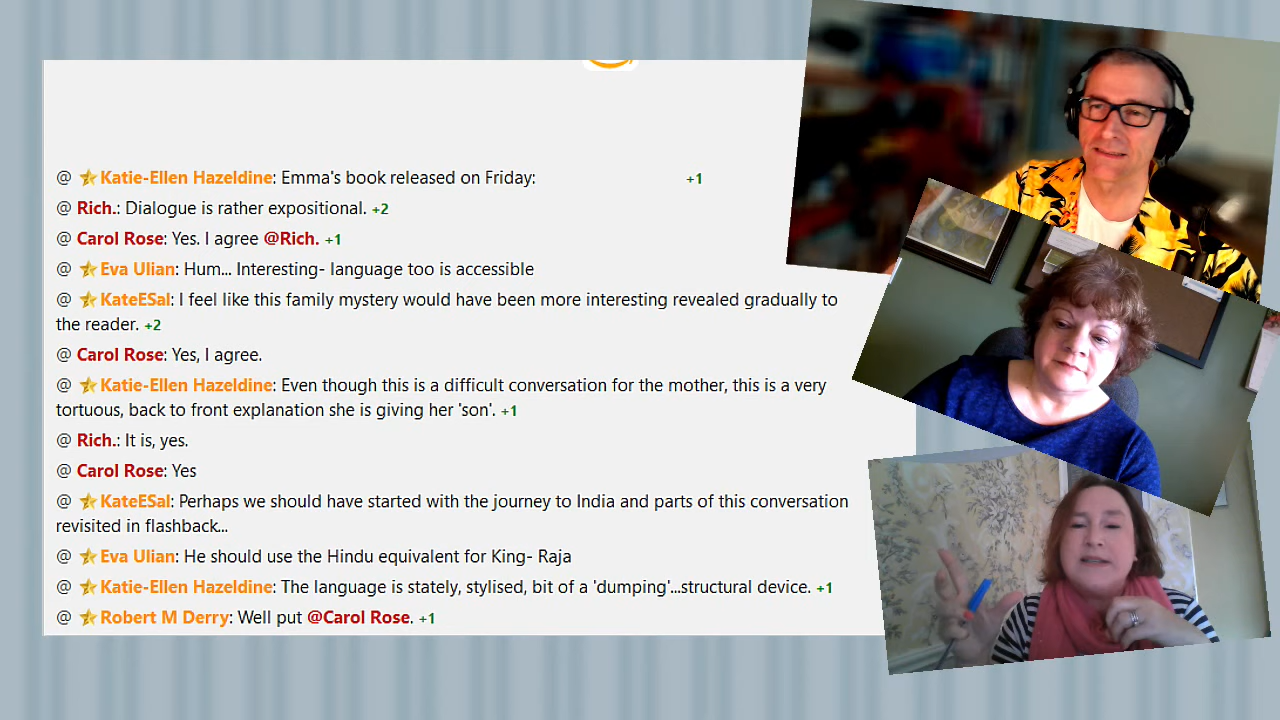 @ Katie-Ellen Hazeldine: Emma's book released on Friday: +1
@ Rich.: Dialogue is rather expositional. +2
@ Carol Rose: Yes. I agree @Rich. +1
@ Eva Ulian: Hum... Interesting- language too is accessible
@ KateESal: I feel like this family mystery would have been more interesting revealed gradually to
the reader. +2
@ Carol Rose: Yes, I agree.
@ Katie-Ellen Hazeldine: Even though this is a difficult conversation for the mother, this is a very
tortuous, back to front explanation she is giving her 'son'. +1
@ Rich.: It is, yes.
@ Carol Rose: Yes
@ KateESal: Perhaps we should have started with the journey to India and parts of this conversation
revisited in flashback...
@ Eva Ulian: He should use the Hindu equivalent for King- Raja
@ Katie-Ellen Hazeldine: The language is stately, stylised, bit of a 'dumping'...structural device. +1
@ Robert M Derry: Well put @Carol Rose. +1